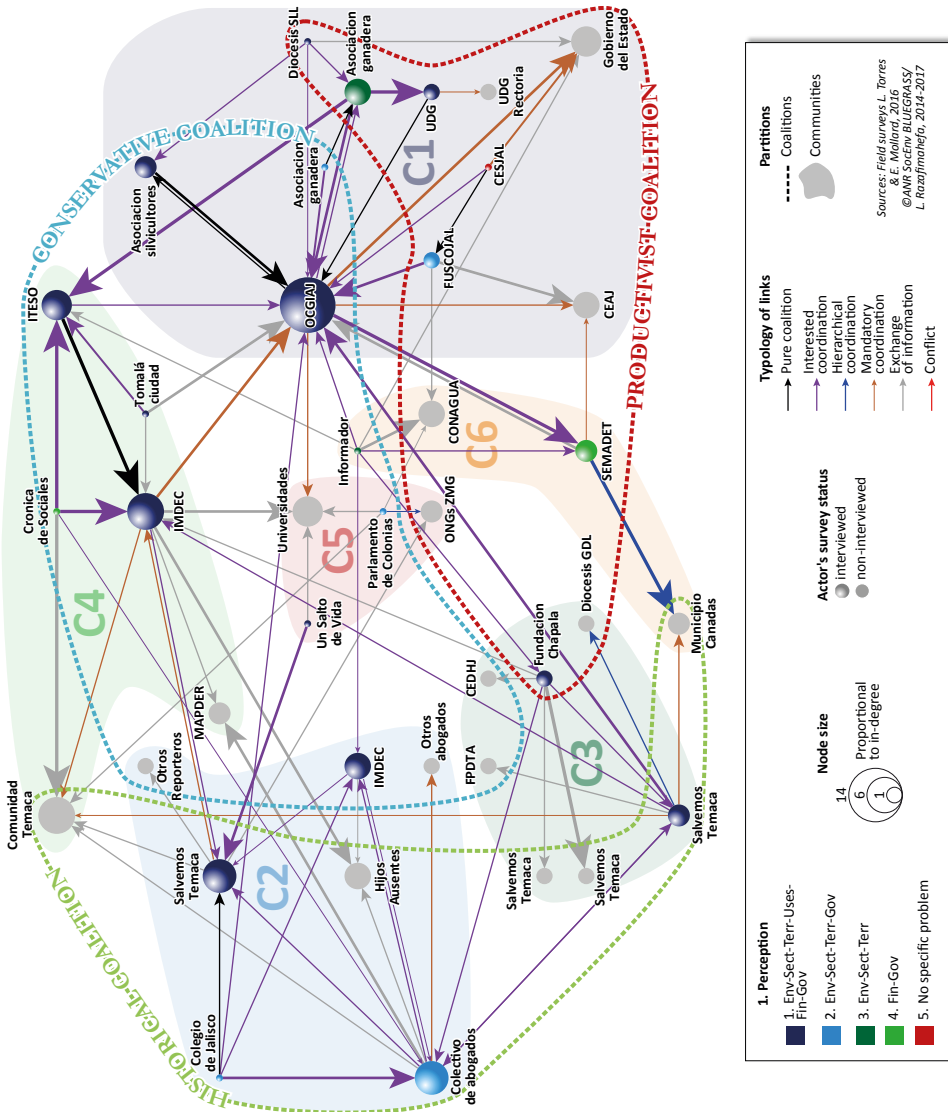 HISTORICAL COALITION
Comunidad
Temaca
Cronica
de Sociales
ITESO
CONSERVATIVE COALITION
C4
Tomalá
ciudad
Asociacion
silvicultores
Otros
Reporteros
IMDEC
MAPDER
Colegio
de Jalisco
Salvemos
Temaca
C2
Un Salto
de Vida
Universidades
C5
OCGIAJ
Asociacion
ganadera
Diocesis SLL
Asociacion
ganadera
Hijos
Ausentes
IMDEC
Parlamento
de Colonias
Informador
C1
Colectivo
de abogados
Otros
abogados
ONGs ZMG
CONAGUA
FUSCOJAL
UDG
FPDTA
CEDHJ
C6
CESJAL
UDG
Rectoria
Salvemos
Temaca
Fundacion
Chapala
C3
Salvemos
Temaca
Diocesis GDL
SEMADET
CEAJ
Gobierno
del Estado
Salvemos
Temaca
Municipio
Canadas
PRODUCTIVIST COALITION
1. Perception
1. Env-Sect-Terr-Uses-
Fin-Gov
2. Env-Sect-Terr-Gov
3. Env-Sect-Terr
4. Fin-Gov
5. No specific problem
Node size
14
6
1
Proportional
to in-degree
Actor's survey status
interviewed
non-interviewed
Typology of links
Pure coalition
Interested
coordination
Hierarchical
coordination
Mandatory
coordination
Exchange
of information
Conflict
Partitions
Coalitions
Communities
Sources: Field surveys L. Torres
& E. Mollard, 2016
©ANR SocEnv BLUEGRASS/
L. Razafimahefa, 2014-2017